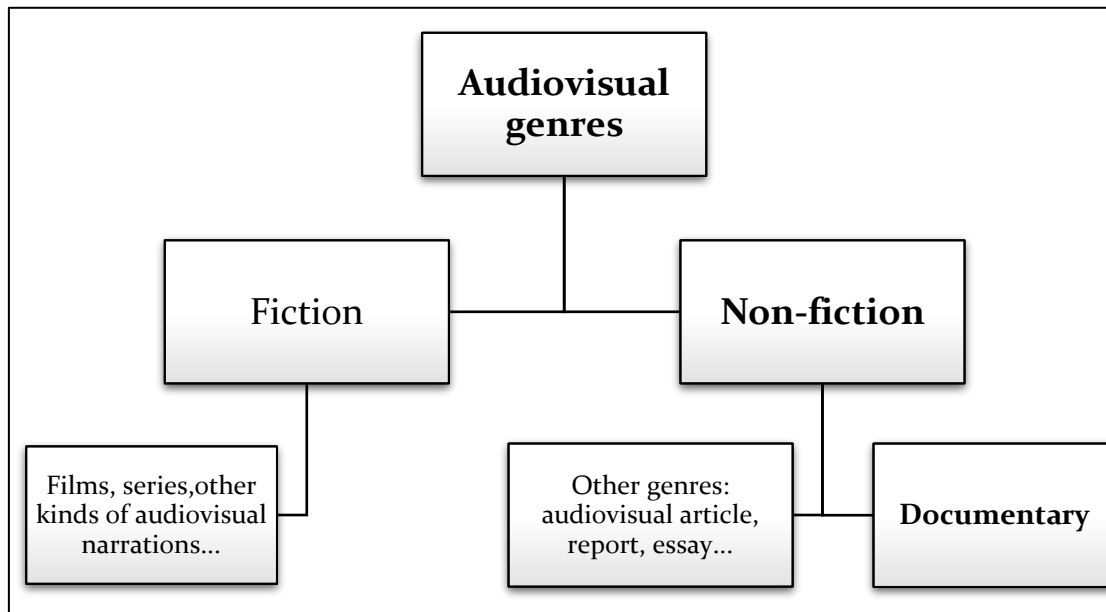 Audiovisual
genres
Fiction
Non-fiction
Films, series,other
kinds of audiovisual
narrations...
Other genres:
audiovisual article,
report, essay...
Documentary